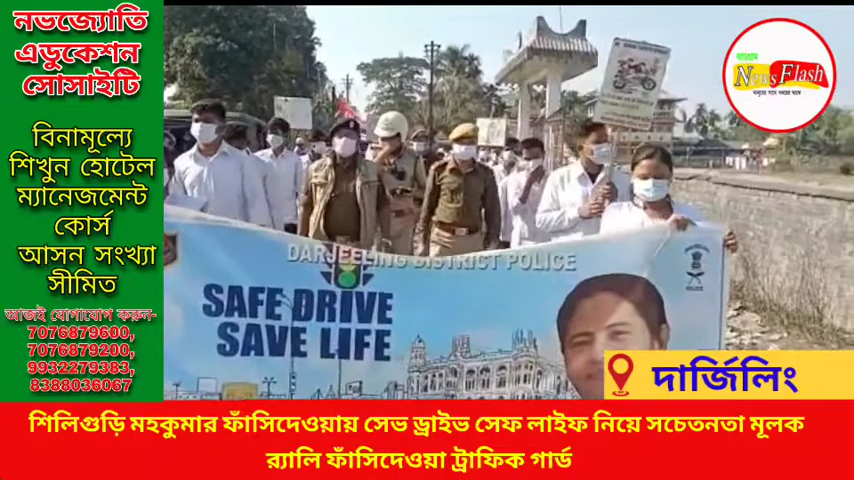 নবজ্যোতি
এডুকেশন
সোসাইটি
বিনামূল্যে
শিখুন হোটেল
ম্যানেজমেন্ট
কোর্স
আসন সংখ্যা
সীমিত
আজই যোগাযোগ করুন-
7076879600,
7076879200,
9932279383,
8388036067
News Flash
DARJEELING DISTRICT POLICE
SAFE DRIVE
SAVE LIFE
দার্জিলিং
শিলিগুড়ি মহকুমার ফাঁসিদেওয়ায় সেভ ড্রাইভ সেফ লাইফ নিয়ে সচেতনতা মূলক
র‍্যালি ফাঁসিদেওয়া ট্রাফিক গার্ড